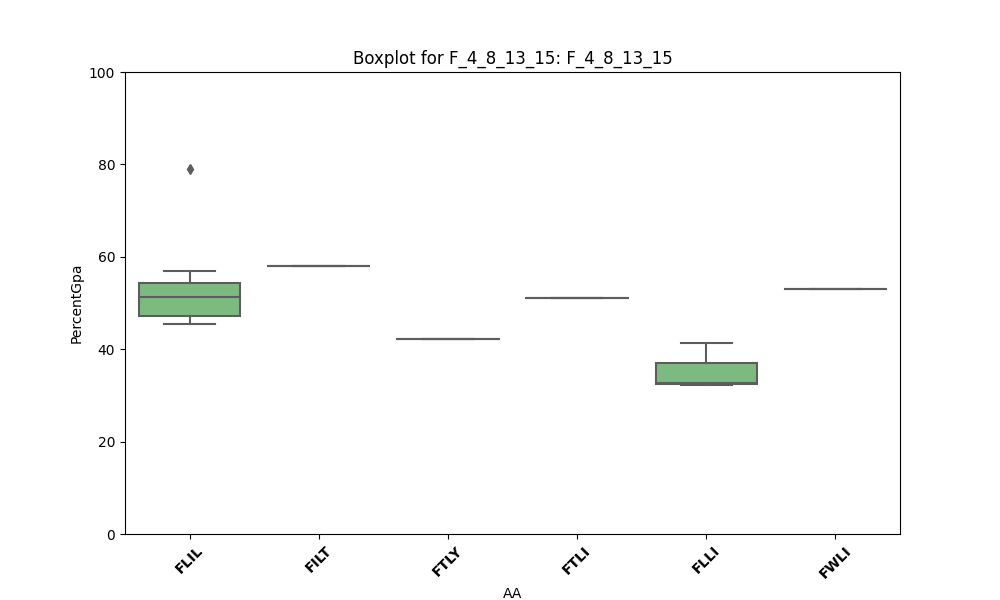 Boxplot for F_4_8_13_15: F_4_8_13_15
100
80
60
40
20
0
PercentGpa
FLIL
FILT
FTLY
FTLI
FLLI
FWLI
AA